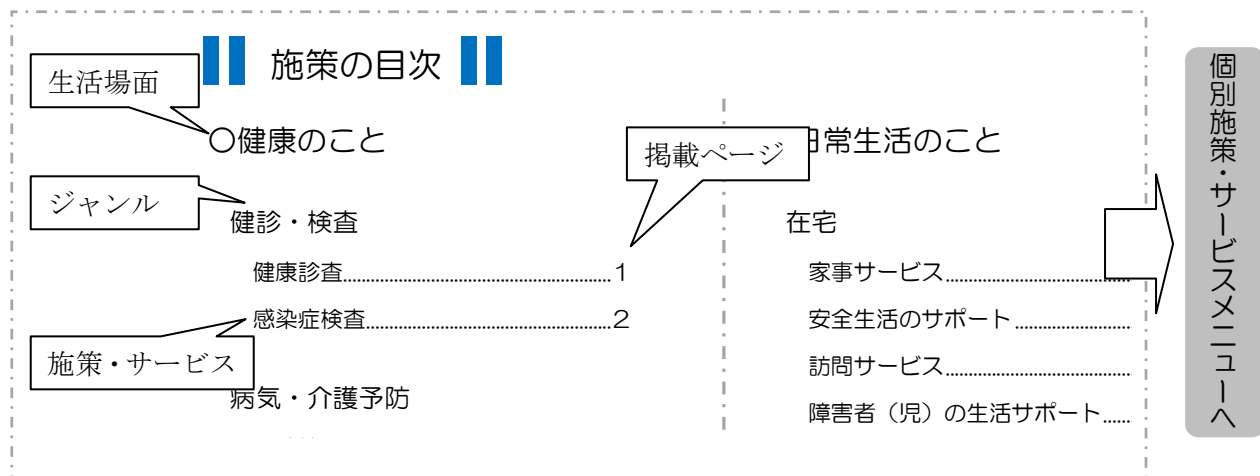 施策の目次
生活場面
〇健康のこと
ジャンル
健診・検査
健康診査 1
感染症検査 2
施策・サービス
病気・介護予防
掲載ページ
日常生活のこと
在宅
家事サービス
安全生活のサポート
訪問サービス
障害者（児）の生活サポート
個別施策・サービスメニューへ